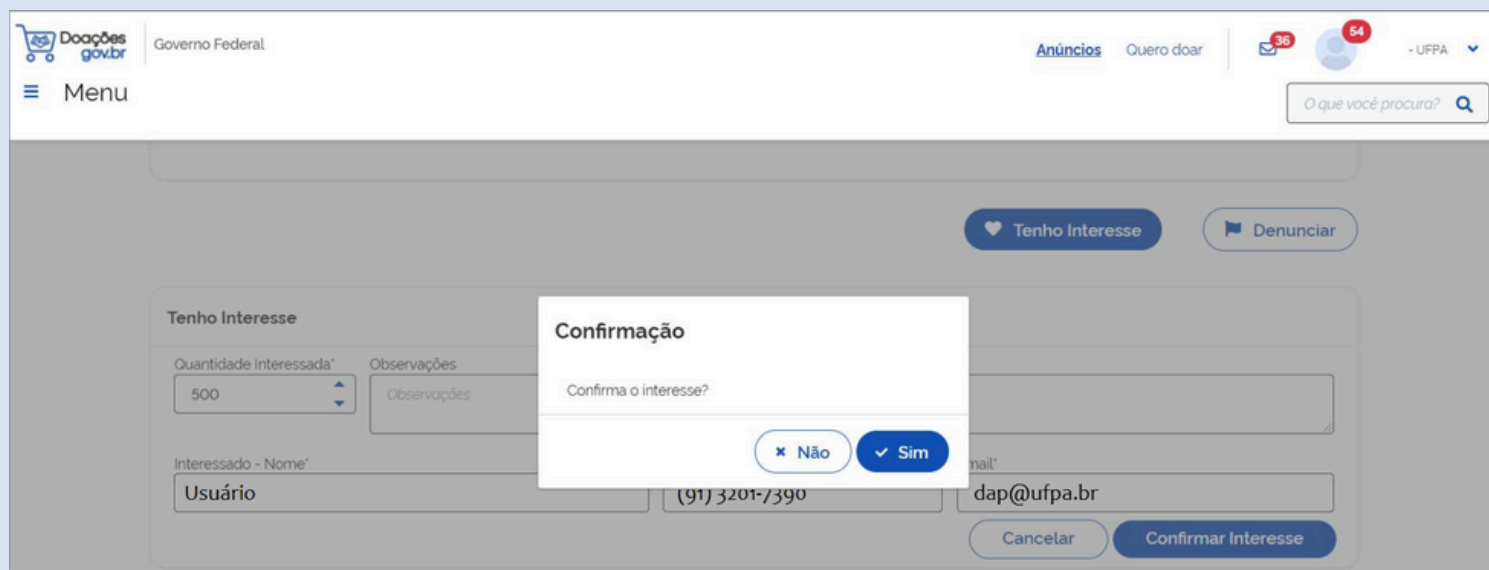 Doações
gov.br
Governo Federal
Anúncios Quero doar 36 54 - UFPA
Menu
O que você procura?
Tenho Interesse Denunciar
Tenho Interesse
Quantidade Interessada* Observações
500 Observações
Confirmação
Confirma o interesse?
Não Sim
Interessado - Nome* mail*
Usuário (91) 3201-7390 dap@ufpa.br
Cancelar Confirmar Interesse